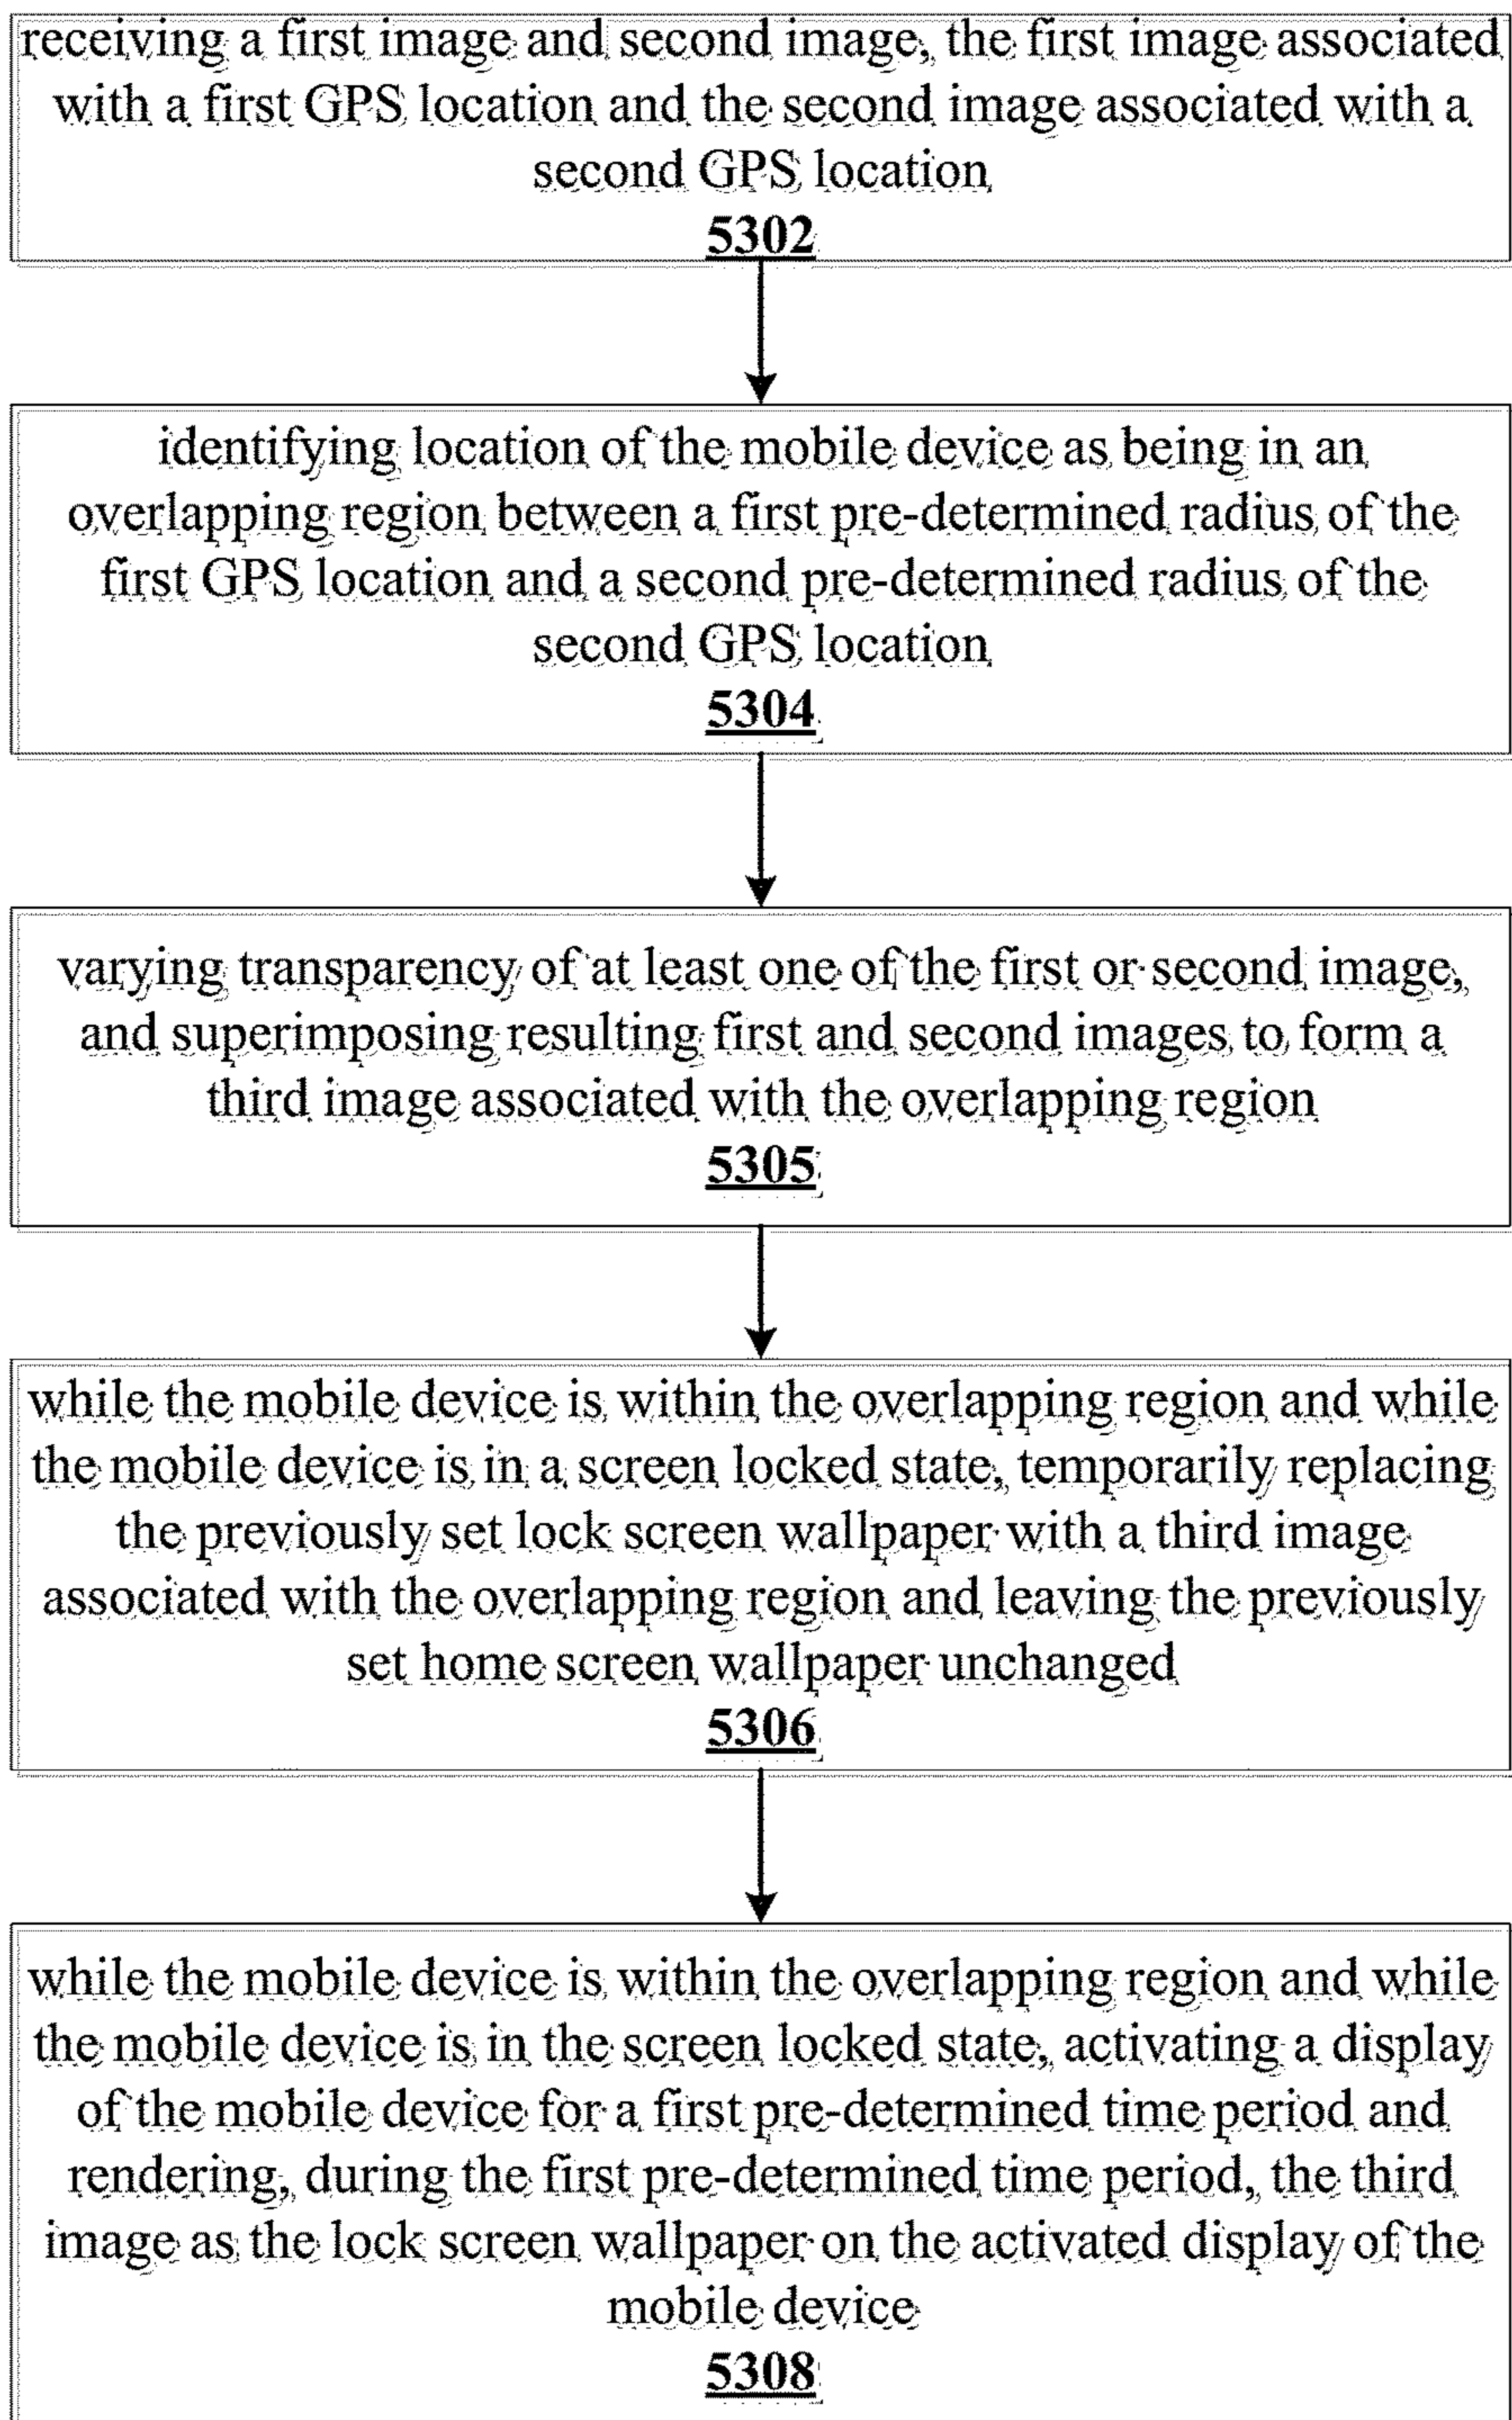 receiving a first image and second image, the first image associated
with a first GPS location and the second image associated with a
second GPS location
5302
identifying location of the mobile device as being in an
overlapping region between a first pre-determined radius of the
first GPS location and a second pre-determined radius of the
second GPS location
5304
varying transparency of at least one of the first or second image,
and superimposing resulting first and second images to form a
third image associated with the overlapping region
5305
while the mobile device is within the overlapping region and while
the mobile device is in a screen locked state, temporarily replacing
the previously set lock screen wallpaper with a third image
associated with the overlapping region and leaving the previously
set home screen wallpaper unchanged
5306
while the mobile device is within the overlapping region and while
the mobile device is in the screen locked state, activating a display
of the mobile device for a first pre-determined time period and
rendering, during the first pre-determined time period, the third
image as the lock screen wallpaper on the activated display of the
mobile device
5308